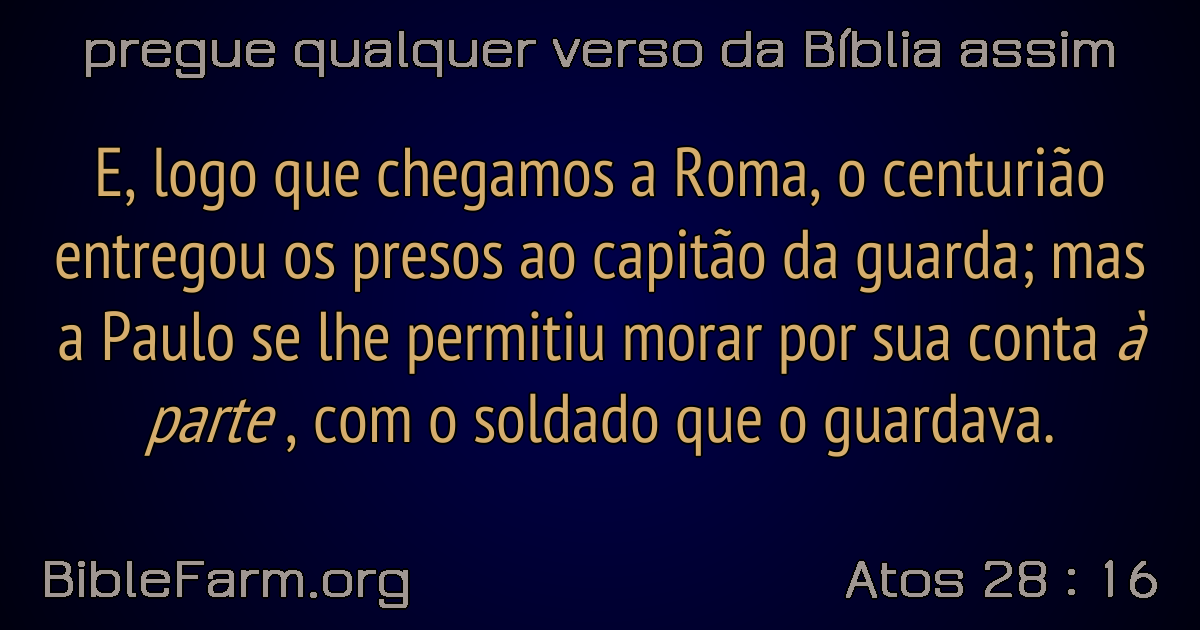 pregue qualquer verso da Bíblia assim
E, logo que chegamos a Roma, o centurião
entregou os presos ao capitão da guarda; mas
a Paulo se lhe permitiu morar por sua conta à
parte , com o soldado que o guardava.
BibleFarm.org
Atos 28 : 16